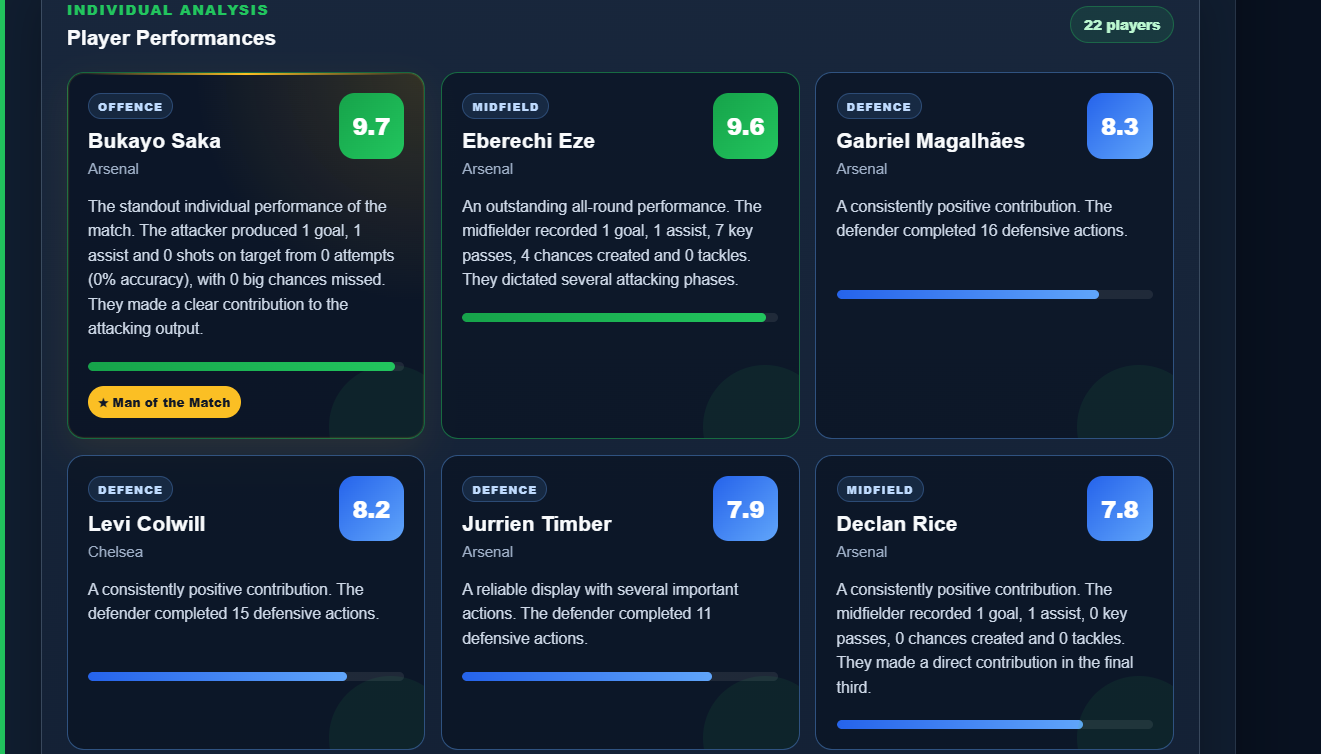 INDIVIDUAL ANALYSIS
Player Performances
22 players
OFFENCE
Bukayo Saka
9.7
Arsenal
The standout individual performance of the
match. The attacker produced 1 goal, 1
assist and 0 shots on target from 0 attempts
(0% accuracy), with 0 big chances missed.
They made a clear contribution to the
attacking output.
★ Man of the Match
MIDFIELD
Eberechi Eze
9.6
Arsenal
An outstanding all-round performance. The
midfielder recorded 1 goal, 1 assist, 7 key
passes, 4 chances created and 0 tackles.
They dictated several attacking phases.
DEFENCE
Gabriel Magalhães
8.3
Arsenal
A consistently positive contribution. The
defender completed 16 defensive actions.
DEFENCE
Levi Colwill
8.2
Chelsea
A consistently positive contribution. The
defender completed 15 defensive actions.
DEFENCE
Jurrien Timber
7.9
Arsenal
A reliable display with several important
actions. The defender completed 11
defensive actions.
MIDFIELD
Declan Rice
7.8
Arsenal
A consistently positive contribution. The
midfielder recorded 1 goal, 1 assist, 0 key
passes, 0 chances created and 0 tackles.
They made a direct contribution in the final
third.